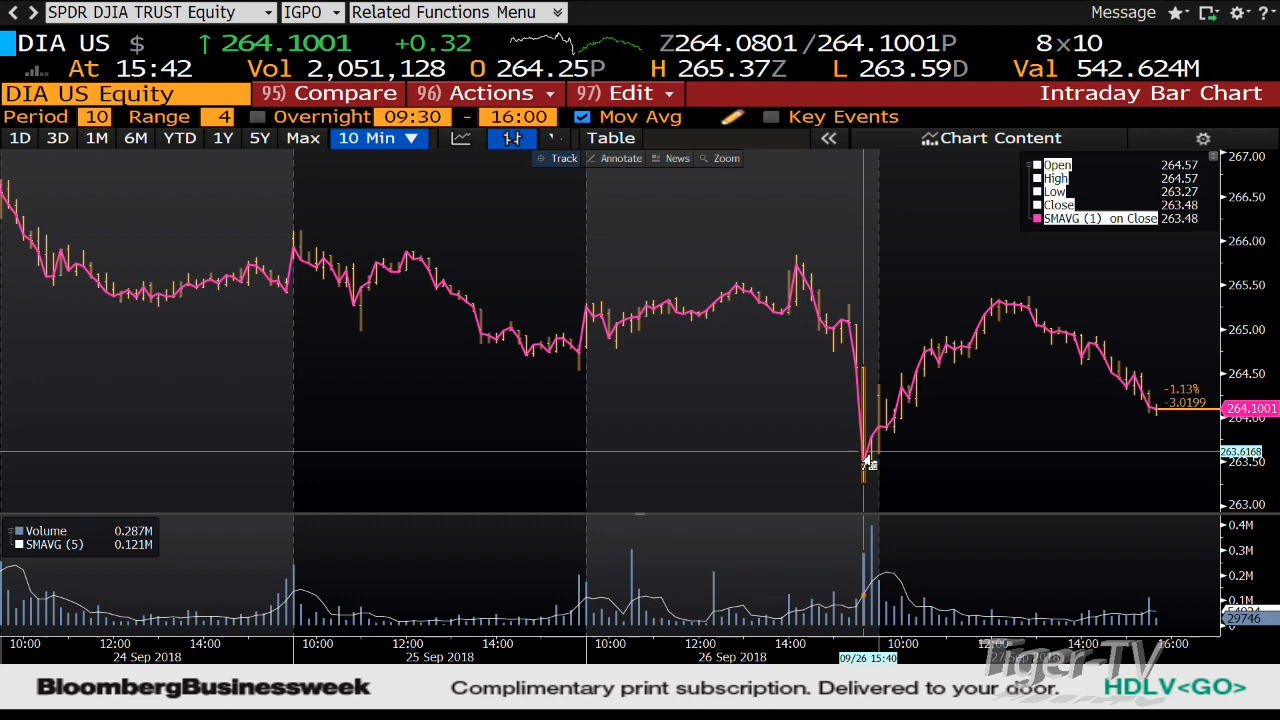 SPDR DJIA TRUST Equity IGPO Related Functions Menu Message ?
DIA US $ ↑ 264.1001 +0.32 Z264.0801/264.1001P 8x10
At 15:42 Vol 2,051,128 O 264.25P H 265.37Z L 263.59D Val 542.624M
DIA US Equity 95) Compare 96) Actions 97) Edit Intraday Bar Chart
Period 10 Range 4 Overnight 09:30 - 16:00 Mov Avg Key Events
1D 3D 1M 6M YTD 1Y 5Y Max 10 Min ▼ Table « Chart Content
Track Annotate News Zoom
267.00
Open 264.57
High 264.57
Low 263.27
Close 263.48
SMAVG (1) on Close 263.48
266.50
266.00
265.50
265.00
264.50
-1.13%
-3.0199
264.1001
264.00
263.6168
263.50
263.00
Volume 0.287M
SMAVG (5) 0.121M
0.4M
0.3M
0.2M
0.1M
29746
0
10:00 12:00 14:00 10:00 12:00 14:00 10:00 12:00 14:00 10:00 12:00 14:00 16:00
24 Sep 2018 25 Sep 2018 26 Sep 2018 09/26 15:40 27 Sep 2018
Tiger-TV
BloombergBusinessweek Complimentary print subscription. Delivered to your door. HDLV<GO>